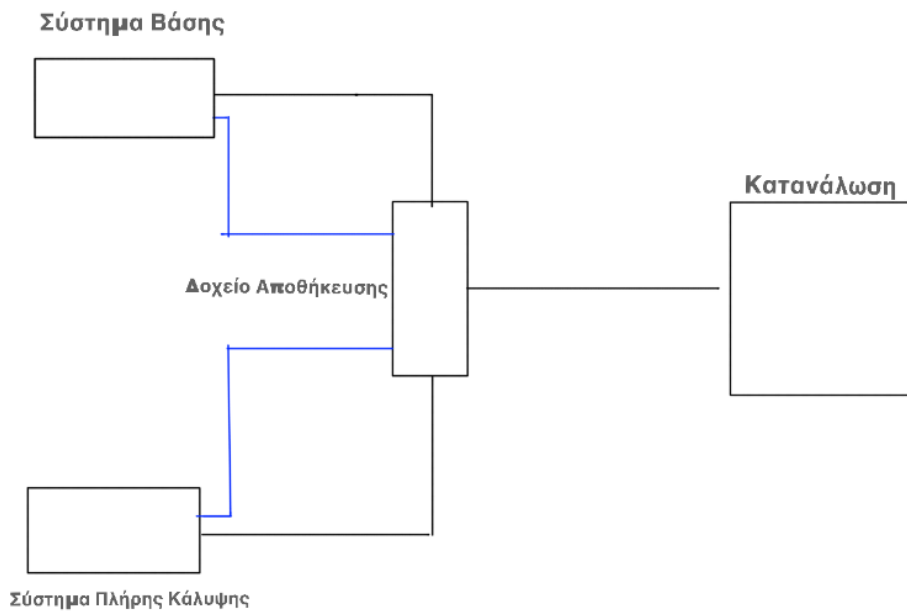 Σύστημα Βάσης
Κατανάλωση
Δοχείο Αποθήκευσης
Σύστημα Πλήρης Κάλυψης